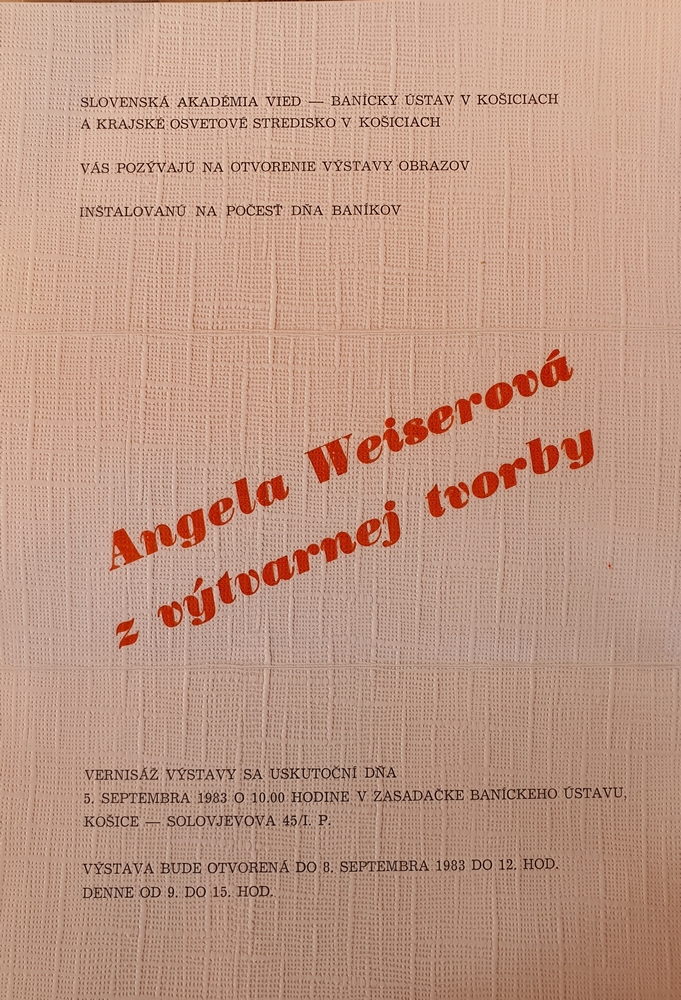 SLOVENSKÁ AKADÉMIA VIED — BANÍCKY ÚSTAV V KOŠICIACH
A KRAJSKÉ OSVETOVÉ STREDISKO V KOŠICIACH
VÁS POZÝVAJÚ NA OTVORENIE VÝSTAVY OBRAZOV
INŠTALOVANÚ NA POČESŤ DŇA BANÍKOV
Angela Weiserová
z výtvarnej tvorby
VERNISÁŽ VÝSTAVY SA USKUTOČNÍ DŇA
5. SEPTEMBRA 1983 O 10.00 HODINE V ZASADAČKE BANÍCKEHO ÚSTAVU,
KOŠICE — SOLOVJEVOVA 45/I. P.
VÝSTAVA BUDE OTVORENÁ DO 8. SEPTEMBRA 1983 DO 12. HOD.
DENNE OD 9. DO 15. HOD.